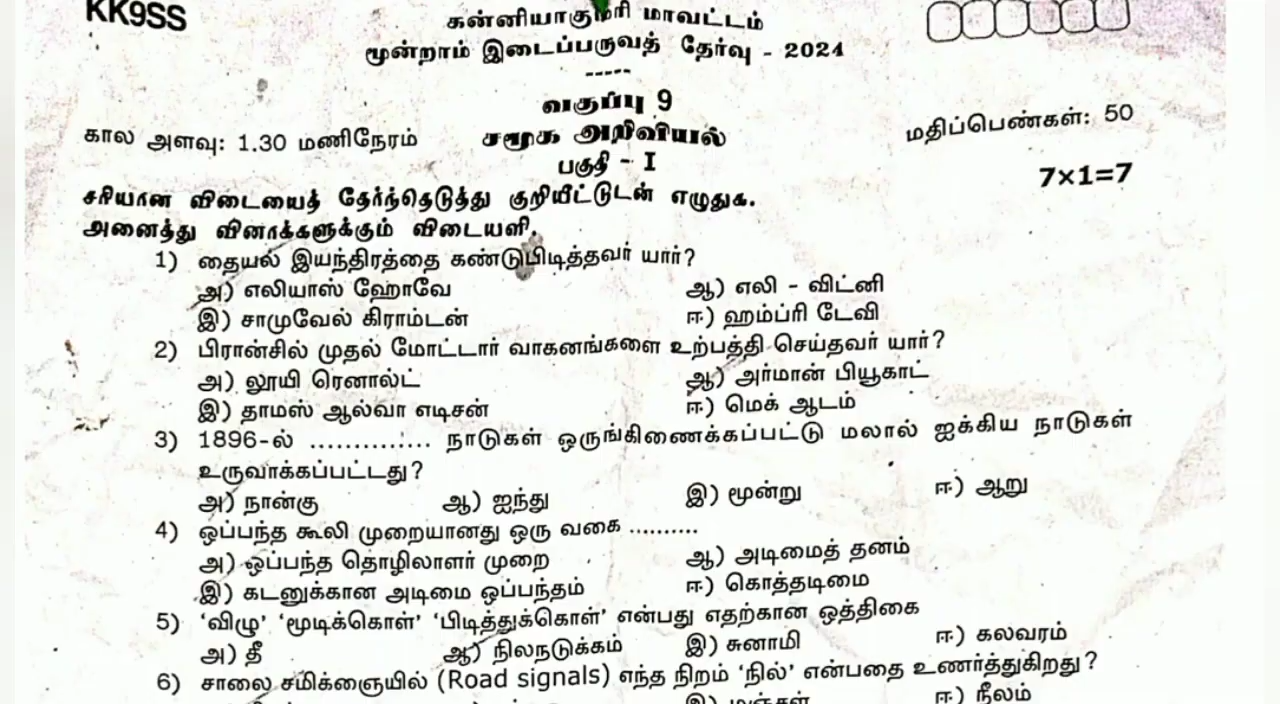 KK9SS
கன்னியாகுமரி மாவட்டம்
மூன்றாம் இடைப்பருவத் தேர்வு - 2024
-----
வகுப்பு 9
கால அளவு: 1.30 மணிநேரம் சமூக அறிவியல் மதிப்பெண்கள்: 50
பகுதி - I
7x1=7
சரியான விடையைத் தேர்ந்தெடுத்து குறியீட்டுடன் எழுதுக.
அனைத்து வினாக்களுக்கும் விடையளி.
1) தையல் இயந்திரத்தை கண்டுபிடித்தவர் யார்?
அ) எலியாஸ் ஹோவே ஆ) எலி - விட்னி
இ) சாமுவேல் கிராம்டன் ஈ) ஹம்ப்ரி டேவி
2) பிரான்சில் முதல் மோட்டார் வாகனங்களை உற்பத்தி செய்தவர் யார்?
அ) லூயி ரெனால்ட் ஆ) அர்மான் பியூகாட்
இ) தாமஸ் ஆல்வா எடிசன் ஈ) மெக் ஆடம்
3) 1896-ல் .............. நாடுகள் ஒருங்கிணைக்கப்பட்டு மலால் ஐக்கிய நாடுகள்
உருவாக்கப்பட்டது?
அ) நான்கு ஆ) ஐந்து இ) மூன்று ஈ) ஆறு
4) ஒப்பந்த கூலி முறையானது ஒரு வகை ..........
அ) ஒப்பந்த தொழிலாளர் முறை ஆ) அடிமைத் தனம்
இ) கடனுக்கான அடிமை ஒப்பந்தம் ஈ) கொத்தடிமை
5) 'விழு' 'மூடிக்கொள்' 'பிடித்துக்கொள்' என்பது எதற்கான ஒத்திகை
அ) தீ ஆ) நிலநடுக்கம் இ) சுனாமி ஈ) கலவரம்
6) சாலை சமிக்ஞையில் (Road signals) எந்த நிறம் 'நில்' என்பதை உணர்த்துகிறது?
இ) மஞ்சள் ஈ) நீலம்